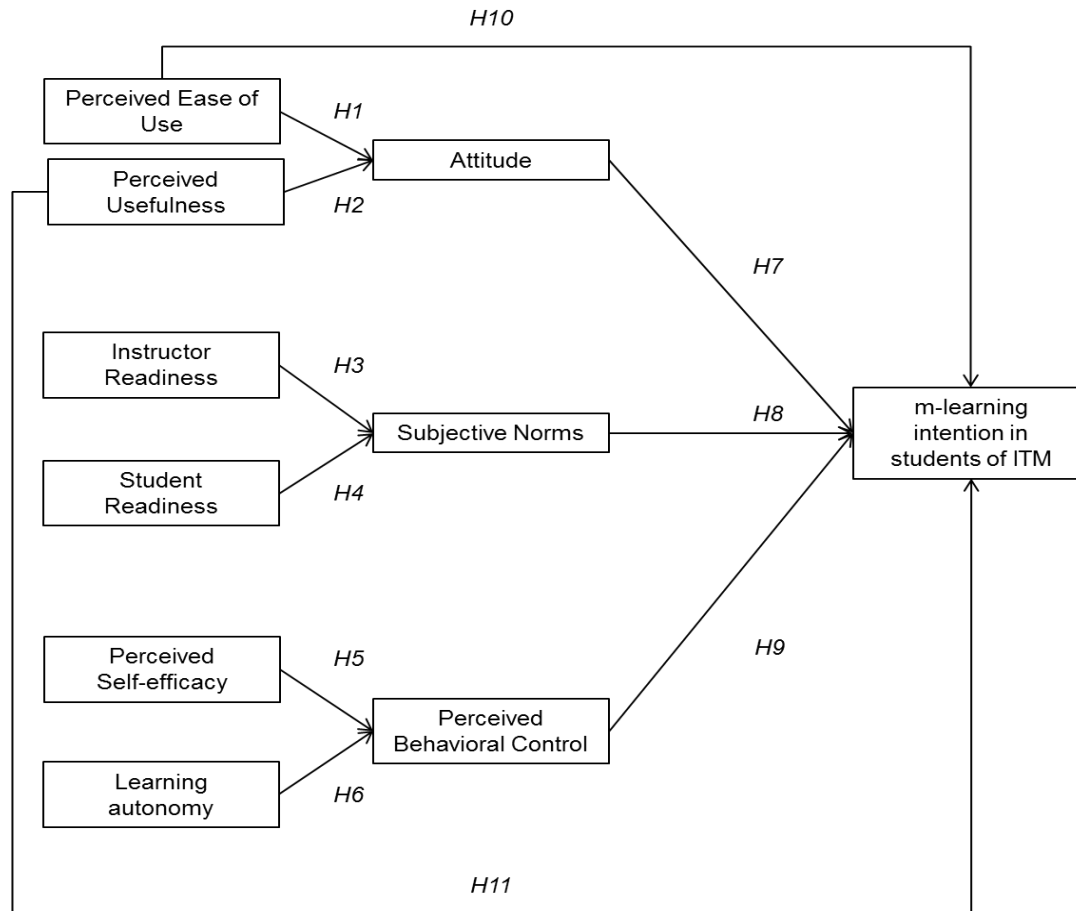 H10
Perceived Ease of
Use
H1
Attitude
Perceived
Usefulness
H2
H7
Instructor
Readiness
H3
Subjective Norms
H8
m-learning
intention in
students of ITM
Student
Readiness
H4
Perceived
Self-efficacy
H5
H9
Perceived
Behavioral Control
Learning
autonomy
H6
H11